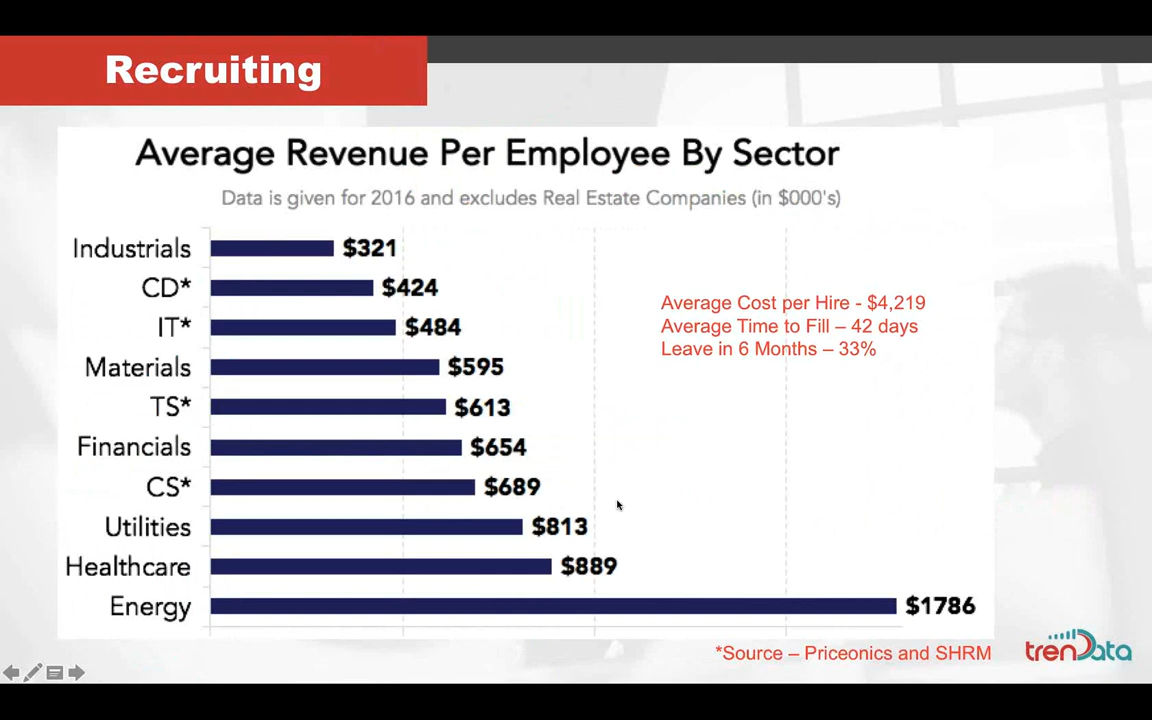 Recruiting
Average Revenue Per Employee By Sector
Data is given for 2016 and excludes Real Estate Companies (in $000's)
Industrials $321
CD* $424
IT* $484
Materials $595
TS* $613
Financials $654
CS* $689
Utilities $813
Healthcare $889
Energy $1786
Average Cost per Hire - $4,219
Average Time to Fill – 42 days
Leave in 6 Months – 33%
*Source – Priceonics and SHRM
trenData